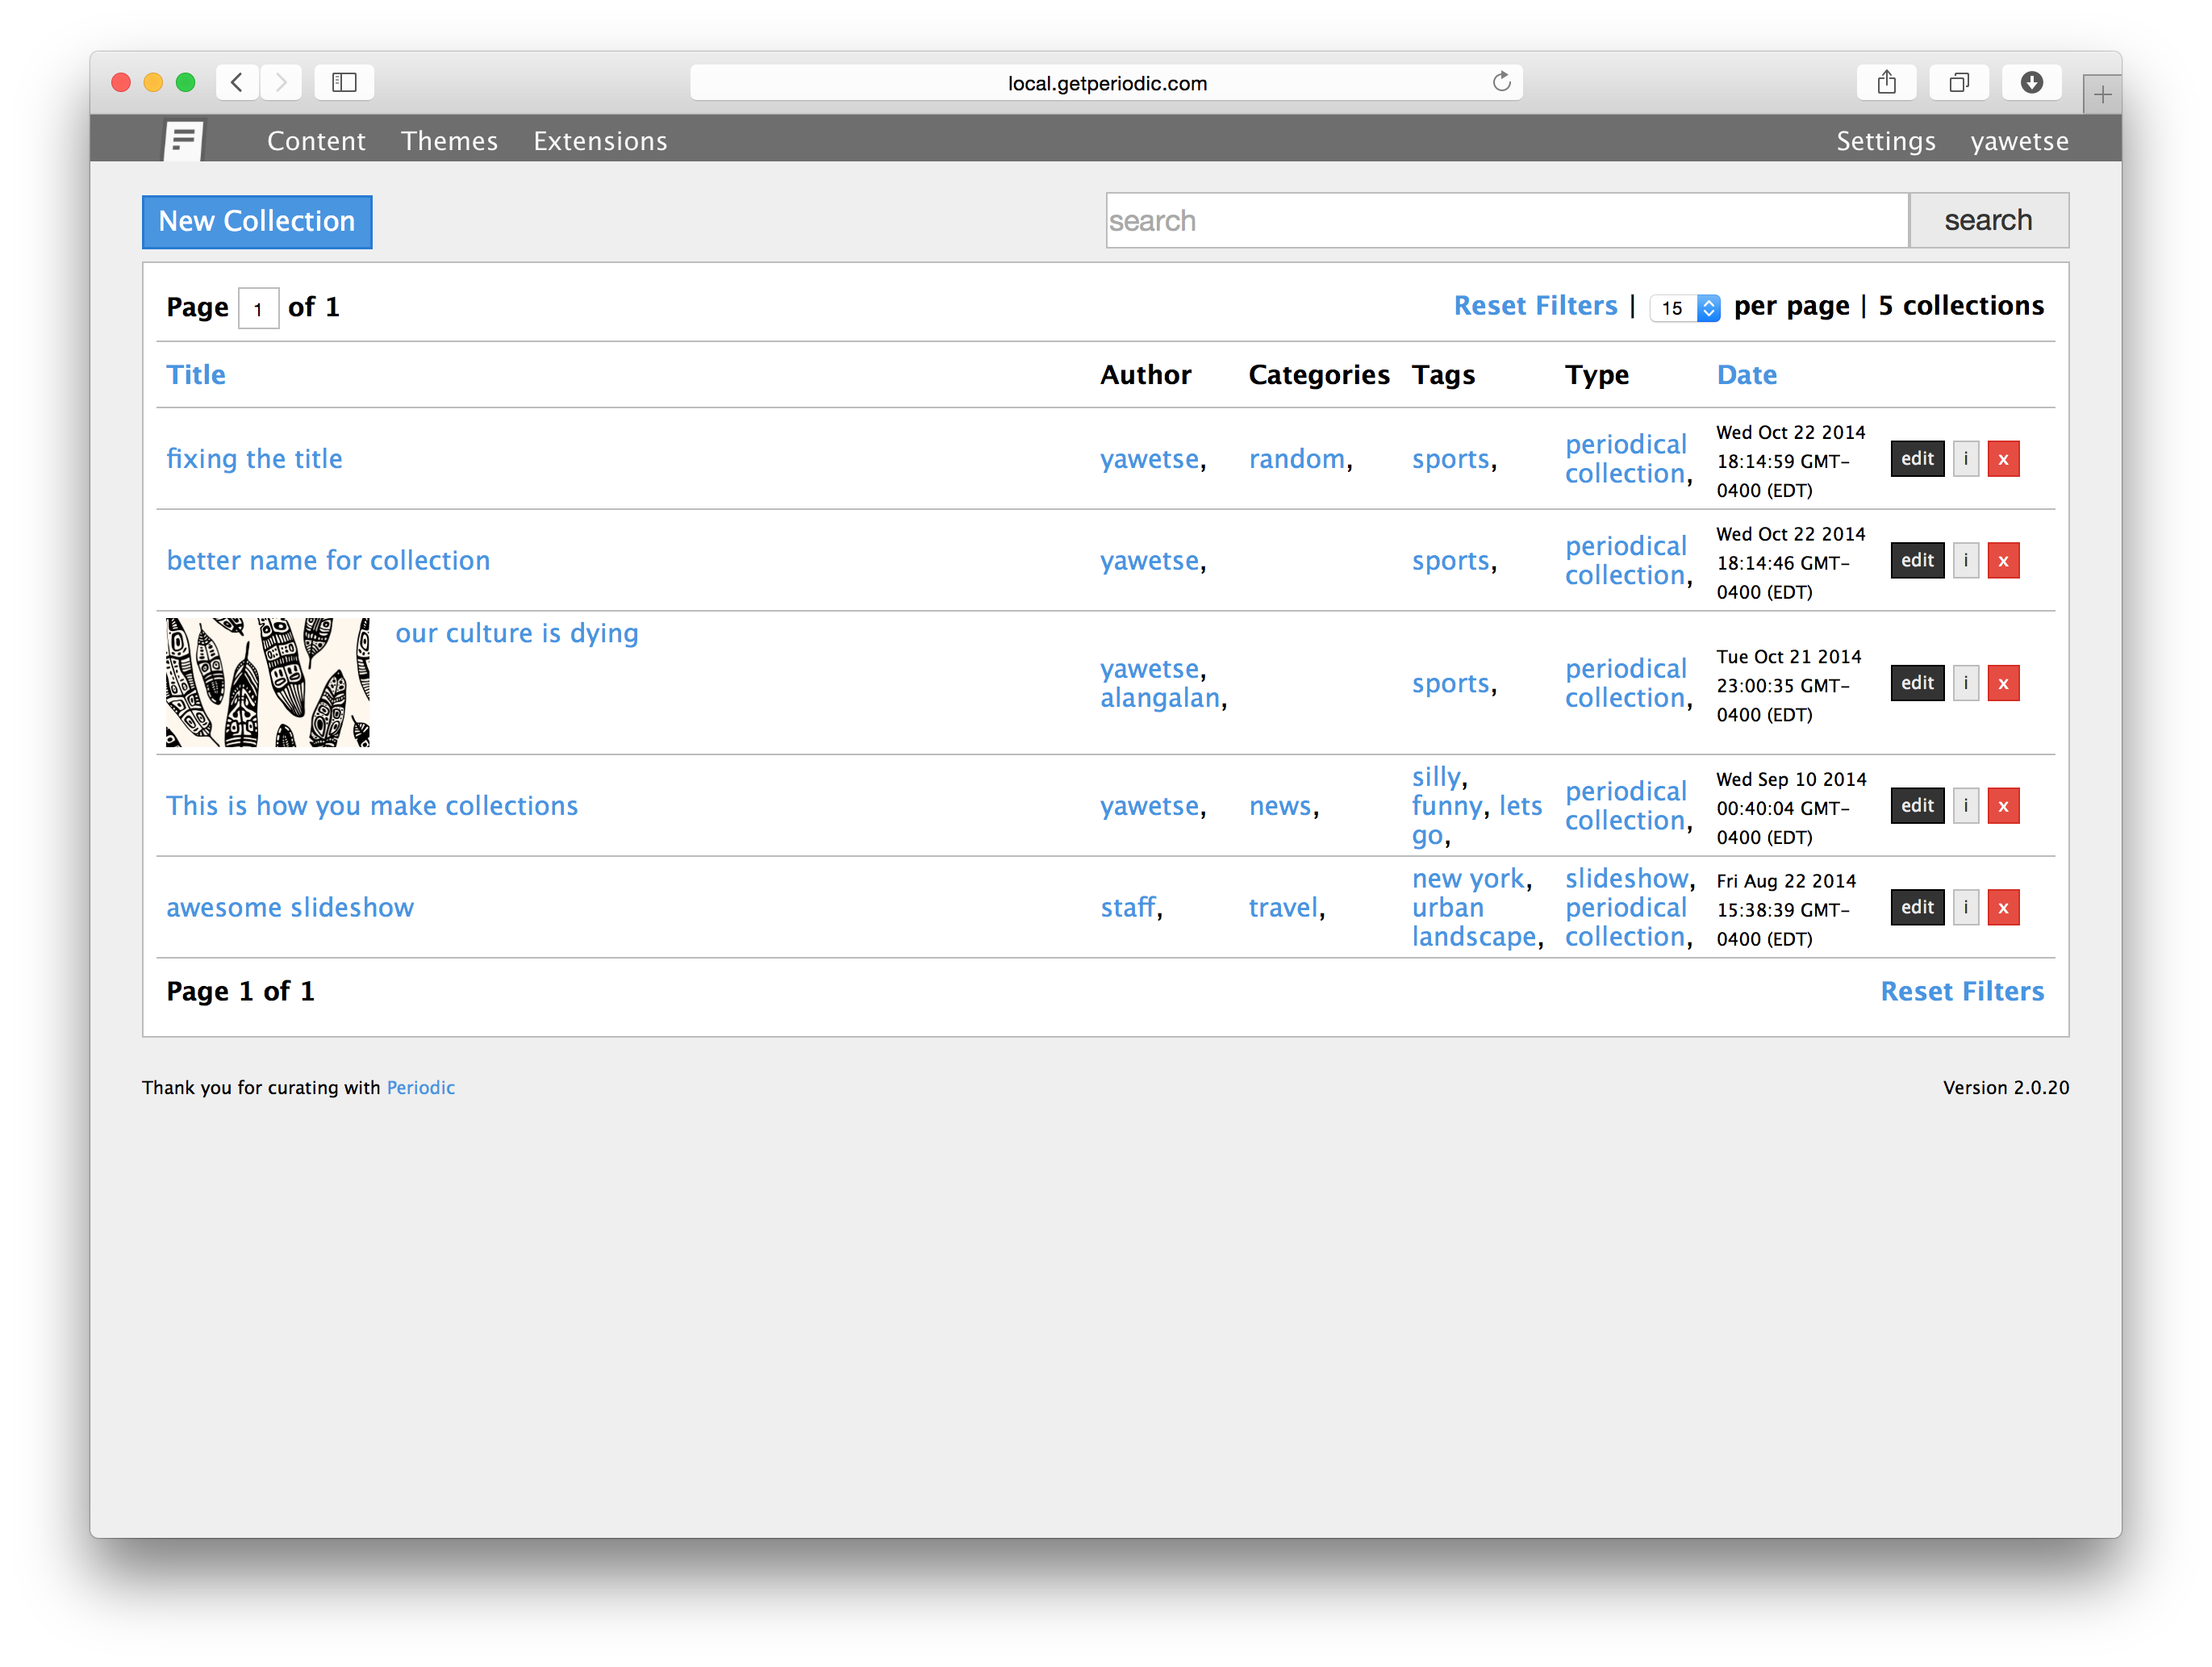 local.getperiodic.com
Content Themes Extensions Settings yawetse
New Collection search search
Page 1 of 1 Reset Filters | 15 per page | 5 collections
Title Author Categories Tags Type Date
fixing the title yawetse, random, sports, periodical collection, Wed Oct 22 2014 18:14:59 GMT-0400 (EDT) edit i x
better name for collection yawetse, sports, periodical collection, Wed Oct 22 2014 18:14:46 GMT-0400 (EDT) edit i x
our culture is dying yawetse, alangalan, sports, periodical collection, Tue Oct 21 2014 23:00:35 GMT-0400 (EDT) edit i x
This is how you make collections yawetse, news, silly, funny, lets go, periodical collection, Wed Sep 10 2014 00:40:04 GMT-0400 (EDT) edit i x
awesome slideshow staff, travel, new york, urban landscape, slideshow, periodical collection, Fri Aug 22 2014 15:38:39 GMT-0400 (EDT) edit i x
Page 1 of 1 Reset Filters
Thank you for curating with Periodic Version 2.0.20